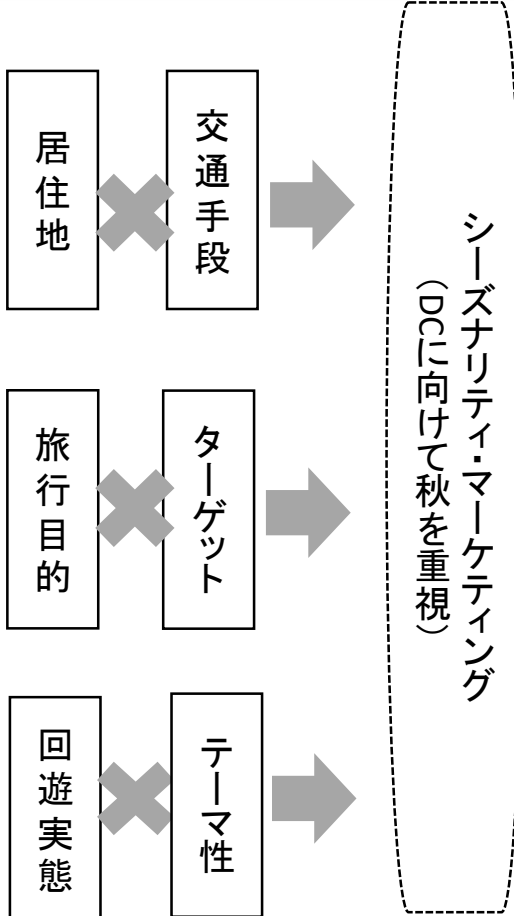 居住地
交通手段
旅行目的
ターゲット
回遊実態
テーマ性
シーズナリティ・マーケティング
（DCに向けて秋を重視）